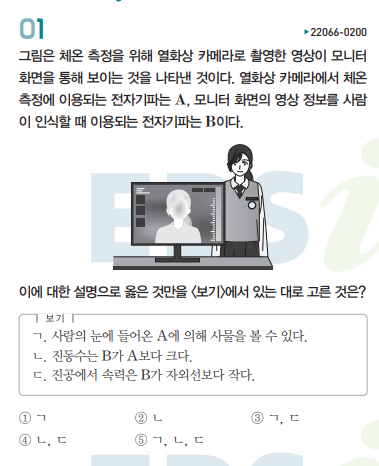 01
▶22066-0200
그림은 체온 측정을 위해 열화상 카메라로 촬영한 영상이 모니터
화면을 통해 보이는 것을 나타낸 것이다. 열화상 카메라에서 체온
측정에 이용되는 전자기파는 A, 모니터 화면의 영상 정보를 사람
이 인식할 때 이용되는 전자기파는 B이다.
EBSi
이에 대한 설명으로 옳은 것만을 <보기>에서 있는 대로 고른 것은?
보기
ㄱ. 사람의 눈에 들어온 A에 의해 사물을 볼 수 있다.
ㄴ. 진동수는 B가 A보다 크다.
ㄷ. 진공에서 속력은 B가 자외선보다 작다.
① ㄱ ② ㄴ ③ ㄱ, ㄷ
④ ㄴ, ㄷ ⑤ ㄱ, ㄴ, ㄷ